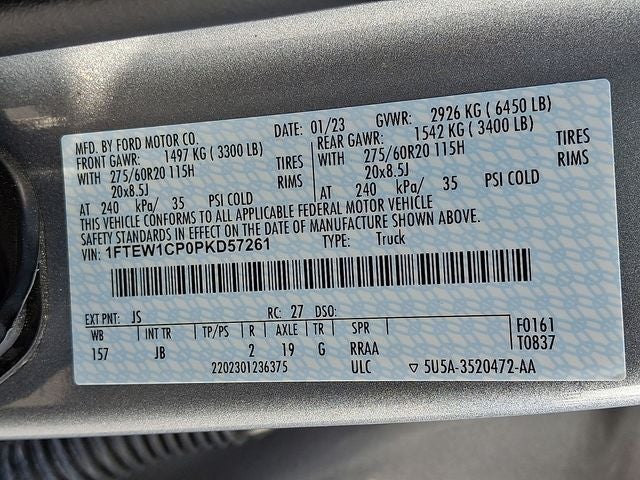 MFD. BY FORD MOTOR CO. DATE: 01/23 GVWR: 2926 KG ( 6450 LB)
FRONT GAWR: 1497 KG ( 3300 LB) REAR GAWR: 1542 KG ( 3400 LB)
WITH 275/60R20 115H TIRES WITH 275/60R20 115H TIRES
20x8.5J RIMS 20x8.5J RIMS
AT 240 kPa/ 35 PSI COLD AT 240 kPa/ 35 PSI COLD
THIS VEHICLE CONFORMS TO ALL APPLICABLE FEDERAL MOTOR VEHICLE
SAFETY STANDARDS IN EFFECT ON THE DATE OF MANUFACTURE SHOWN ABOVE.
VIN: 1FTEW1CP0PKD57261 TYPE: Truck
EXT PNT: JS RC: 27 DSO:
WB INT TR TP/PS R AXLE TR SPR F0161
157 JB 2 19 G RRAA T0837
2202301236375 ULC ▽ 5U5A-3520472-AA